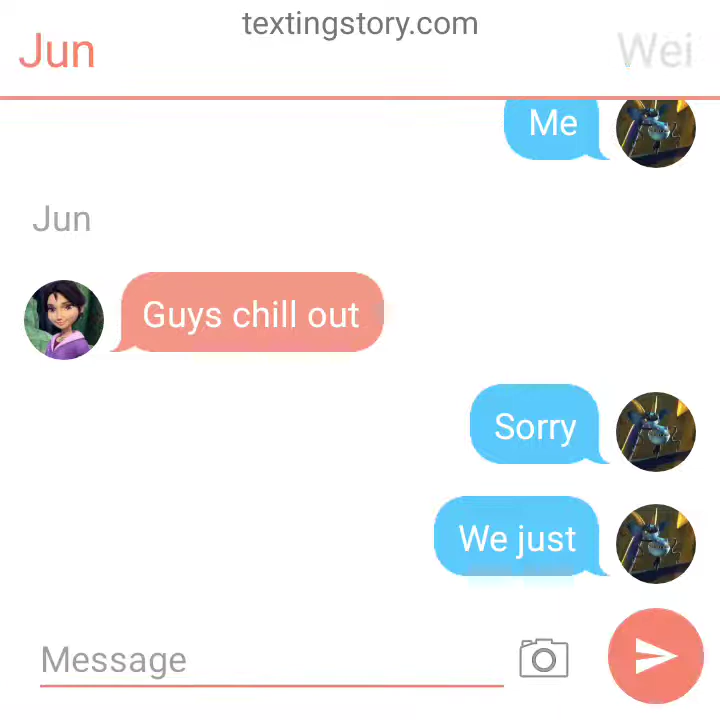 textingstory.com
Jun
Wei
Me
Jun
Guys chill out
Sorry
We just
Message